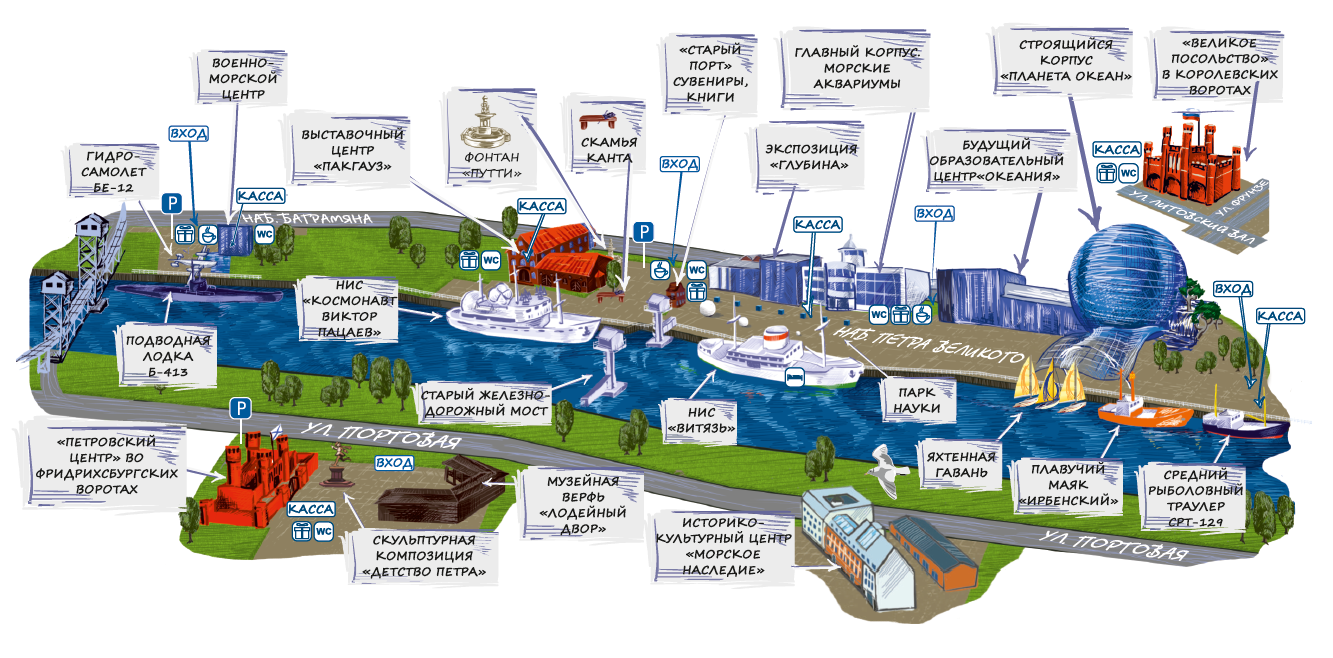 ВОЕННО-
МОРСКОЙ
ЦЕНТР
«СТАРЫЙ
ПОРТ»
СУВЕНИРЫ,
КНИГИ
ГЛАВНЫЙ КОРПУС.
МОРСКИЕ
АКВАРИУМЫ
СТРОЯЩИЙСЯ
КОРПУС
«ПЛАНЕТА ОКЕАН»
«ВЕЛИКОЕ
ПОСОЛЬСТВО»
В КОРОЛЕВСКИХ
ВОРОТАХ
ВХОД
ВЫСТАВОЧНЫЙ
ЦЕНТР
«ПАКГАУЗ»
ФОНТАН
«ПУТТИ»
СКАМЬЯ
КАНТА
ВХОД
ЭКСПОЗИЦИЯ
«ГЛУБИНА»
БУДУЩИЙ
ОБРАЗОВАТЕЛЬНЫЙ
ЦЕНТР«ОКЕАНИЯ»
КАССА
WC
УЛ. ЛИТОВСКИЙ ВАЛ
УЛ. ФРУНЗЕ
ГИДРО-
САМОЛЕТ
БЕ-12
P
КАССА
WC
НАБ. БАГРАМЯНА
КАССА
WC
P
WC
КАССА
ВХОД
WC
НАБ. ПЕТРА ВЕЛИКОГО
ВХОД
КАССА
НИС
«КОСМОНАВТ
ВИКТОР
ПАЦАЕВ»
ПОДВОДНАЯ
ЛОДКА
Б-413
СТАРЫЙ ЖЕЛЕЗНО-
ДОРОЖНЫЙ МОСТ
НИС
«ВИТЯЗЬ»
ПАРК
НАУКИ
ЯХТЕННАЯ
ГАВАНЬ
ПЛАВУЧИЙ
МАЯК
«ИРБЕНСКИЙ»
СРЕДНИЙ
РЫБОЛОВНЫЙ
ТРАУЛЕР
СРТ-129
P
УЛ. ПОРТОВАЯ
«ПЕТРОВСКИЙ
ЦЕНТР» ВО
ФРИДРИХСБУРГСКИХ
ВОРОТАХ
ВХОД
КАССА
WC
СКУЛЬПТУРНАЯ
КОМПОЗИЦИЯ
«ДЕТСТВО ПЕТРА»
МУЗЕЙНАЯ
ВЕРФЬ
«ЛОДЕЙНЫЙ
ДВОР»
ИСТОРИКО-
КУЛЬТУРНЫЙ ЦЕНТР
«МОРСКОЕ
НАСЛЕДИЕ»
УЛ. ПОРТОВАЯ